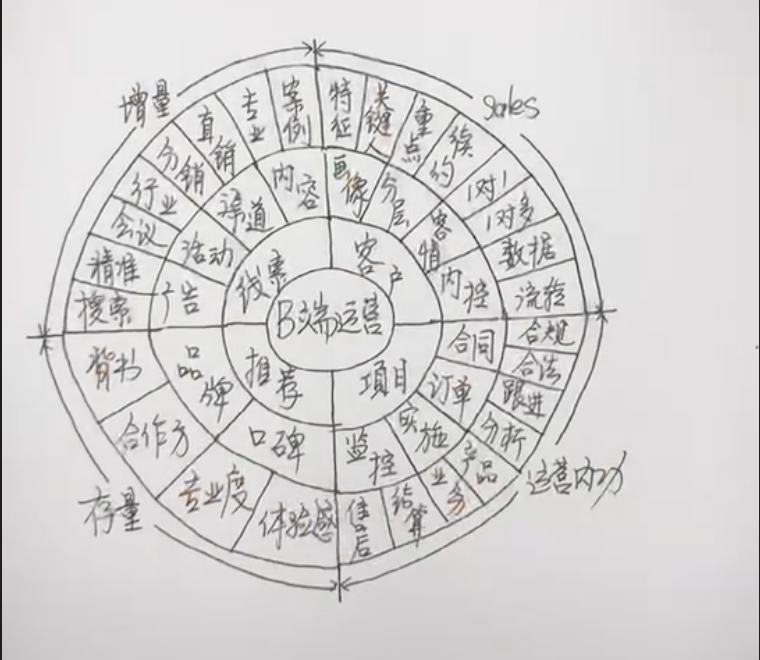 B端运营
线索
客户
项目
推荐
内容
渠道
活动
广告
画像
分层
客情
内控
合同
订单
实施
监控
口碑
品牌
案例
专业
直销
分销
行业
会议
精准
搜索
特征
关键人
重点
续约
1对1
1对多
数据
流程
合规
合法
跟进
分析
产品
业务
结算
售后
体验感
专业度
合作方
背书
增量
Sales
运营内功
存量